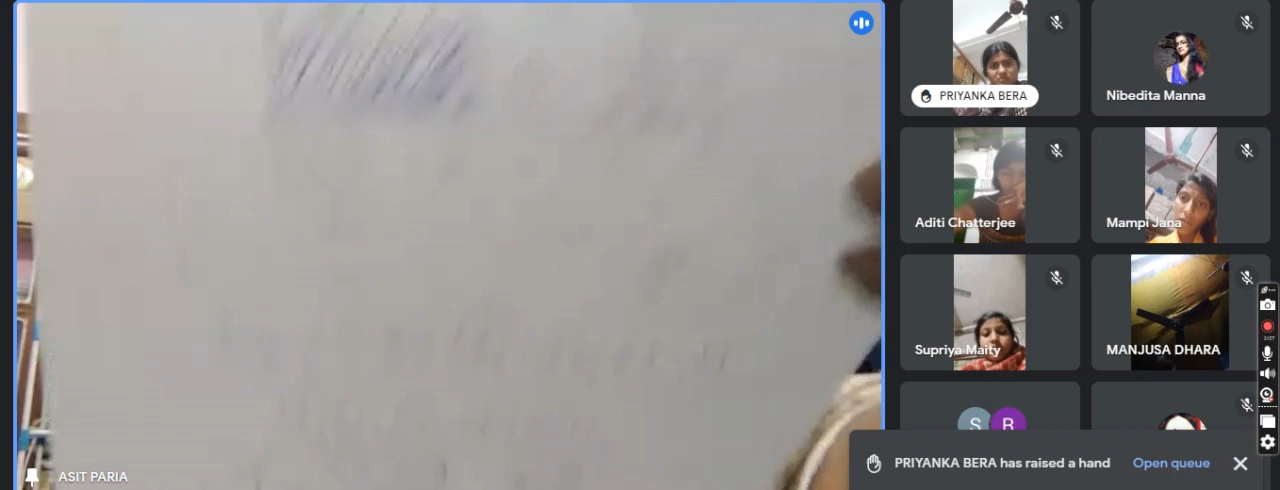 PRIYANKA BERA
Nibedita Manna
Aditi Chatterjee
Mampi Jana
Supriya Maity
MANJUSA DHARA
S R
ASIT PARIA
PRIYANKA BERA has raised a hand Open queue